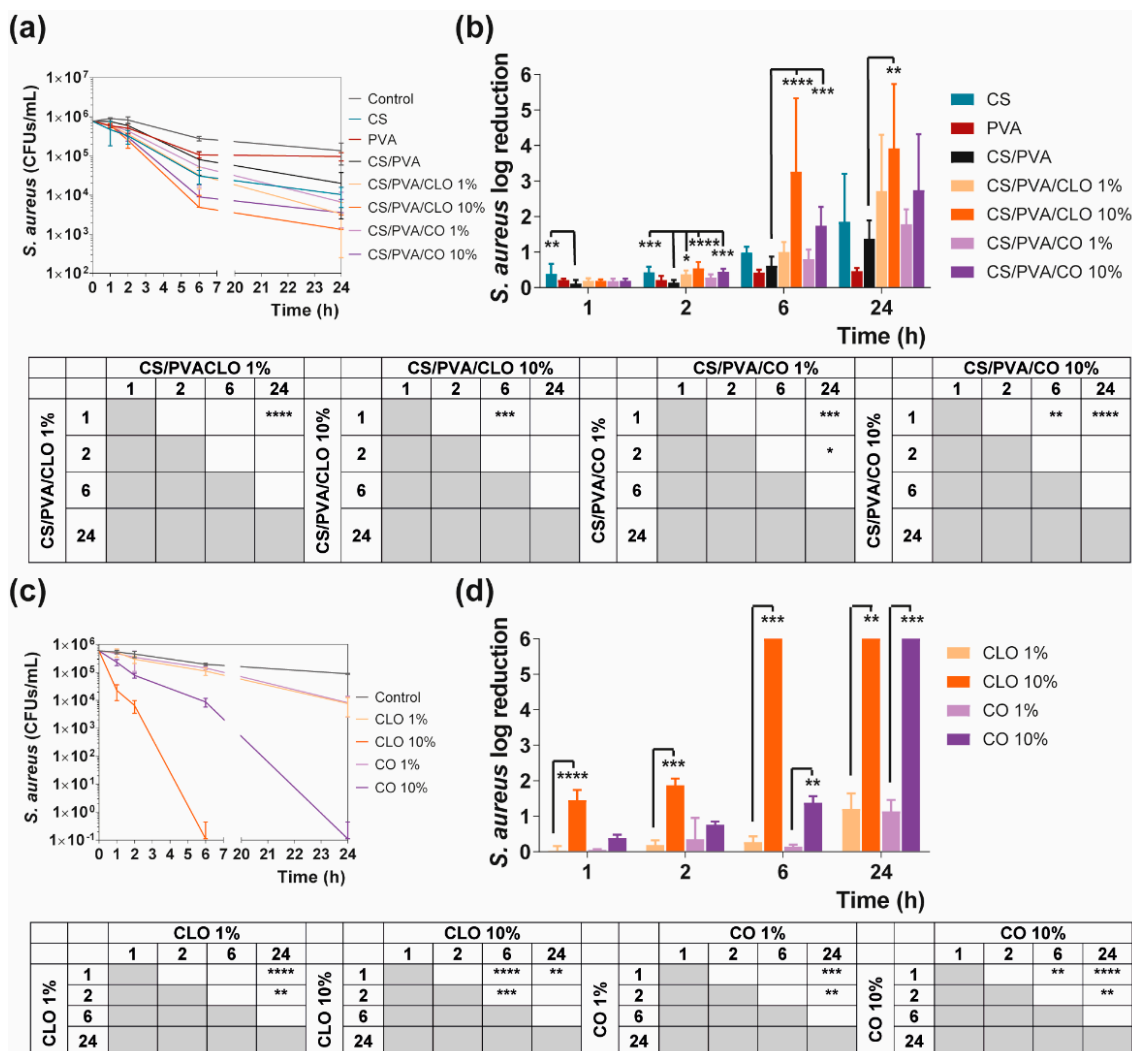 (a)
S. aureus (CFUs/mL)
1×10⁷
1×10⁶
1×10⁵
1×10⁴
1×10³
1×10²
0 1 2 3 4 5 6 7 20 21 22 23 24
Time (h)
Control
CS
PVA
CS/PVA
CS/PVA/CLO 1%
CS/PVA/CLO 10%
CS/PVA/CO 1%
CS/PVA/CO 10%
(b)
S. aureus log reduction
6
5
4
3
2
1
0
** *** * **** *** **** *** **
1 2 6 24
Time (h)
CS
PVA
CS/PVA
CS/PVA/CLO 1%
CS/PVA/CLO 10%
CS/PVA/CO 1%
CS/PVA/CO 10%
CS/PVACLO 1% CS/PVA/CLO 10% CS/PVA/CO 1% CS/PVA/CO 10%
1 2 6 24 1 2 6 24 1 2 6 24 1 2 6 24
CS/PVA/CLO 1% CS/PVA/CLO 10% CS/PVA/CO 1% CS/PVA/CO 10%
1 **** 1 *** 1 *** 1 ** ****
2 2 2 * 2
6 6 6 6
24 24 24 24
(c)
S. aureus (CFUs/mL)
1×10⁶
1×10⁵
1×10⁴
1×10³
1×10²
1×10¹
1×10⁰
1×10⁻¹
0 1 2 3 4 5 6 7 20 21 22 23 24
Time (h)
Control
CLO 1%
CLO 10%
CO 1%
CO 10%
(d)
S. aureus log reduction
6
5
4
3
2
1
0
**** *** *** ** ** ***
1 2 6 24
Time (h)
CLO 1%
CLO 10%
CO 1%
CO 10%
CLO 1% CLO 10% CO 1% CO 10%
1 2 6 24 1 2 6 24 1 2 6 24 1 2 6 24
CLO 1% CLO 10% CO 1% CO 10%
1 **** 1 **** ** 1 *** 1 ** ****
2 ** 2 *** 2 ** 2 **
6 6 6 6
24 24 24 24